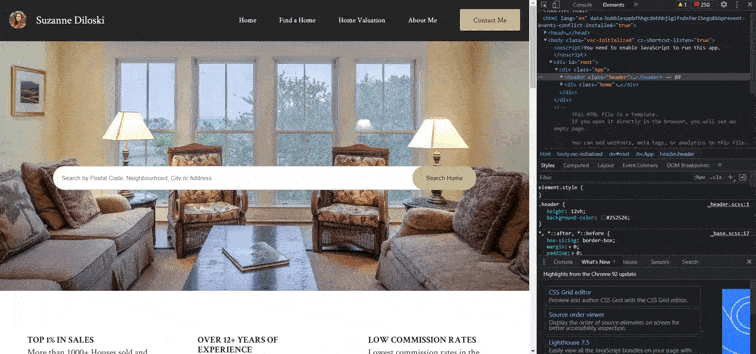 Suzanne Diloski
Home
Find a Home
Home Valuation
About Me
Contact Me
Search by Postal Code, Neighbourhood, City or Address
Search Home
TOP 1% IN SALES
More than 1000+ Houses sold and
OVER 12+ YEARS OF
EXPERIENCE
LOW COMMISSION RATES
Lowest commission rates in the
Console
Elements
1
250
<head>…</head>
<body class="vsc-initialized" cz-shortcut-listen="true">
<noscript>You need to enable JavaScript to run this app.
</noscript>
<div id="root">
<div class="App">
<header class="header">…</header> == $0
<div class="home">…</div>
</div>
</div>
<!--
This HTML file is a template.
If you open it directly in the browser, you will see an
empty page.
You can add webfonts, meta tags, or analytics to this file.
html
body.vsc-initialized
div#root
div.App
header.header
Styles
Computed
Layout
Event Listeners
DOM Breakpoints
Filter
:hov
.cls
element.style {
}
.header {
_header.scss:1
height: 12vh;
background-color: #252526;
}
*, *::after, *::before {
_base.scss:17
box-sizing: border-box;
margin: 0;
padding: 0;
Console
What's New
Issues
Sensors
Search
Highlights from the Chrome 92 update
CSS Grid editor
Preview and author CSS Grid with the CSS Grid editor.
Source order viewer
Display the order of source elements on screen for
better accessibility inspection.
Lighthouse 7.5
Easily view all the JavaScript bundles on your page with